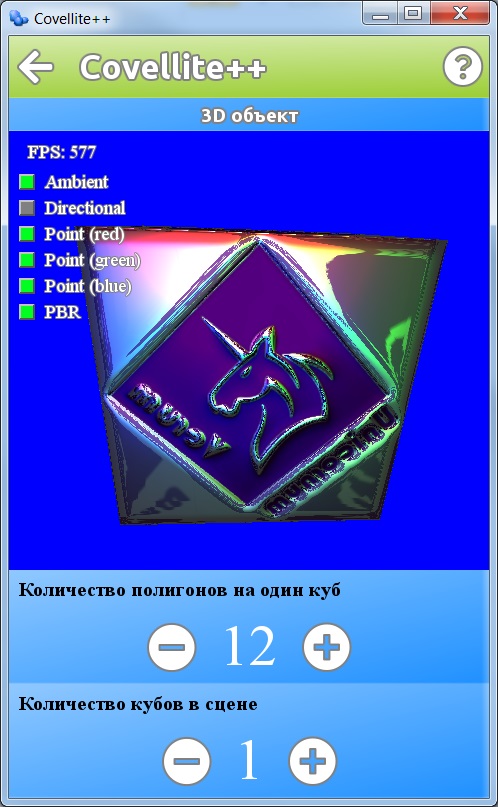 Covellite++
Covellite++
?
3D объект
FPS: 577
Ambient
Directional
Point (red)
Point (green)
Point (blue)
PBR
Количество полигонов на один куб
12
Количество кубов в сцене
1